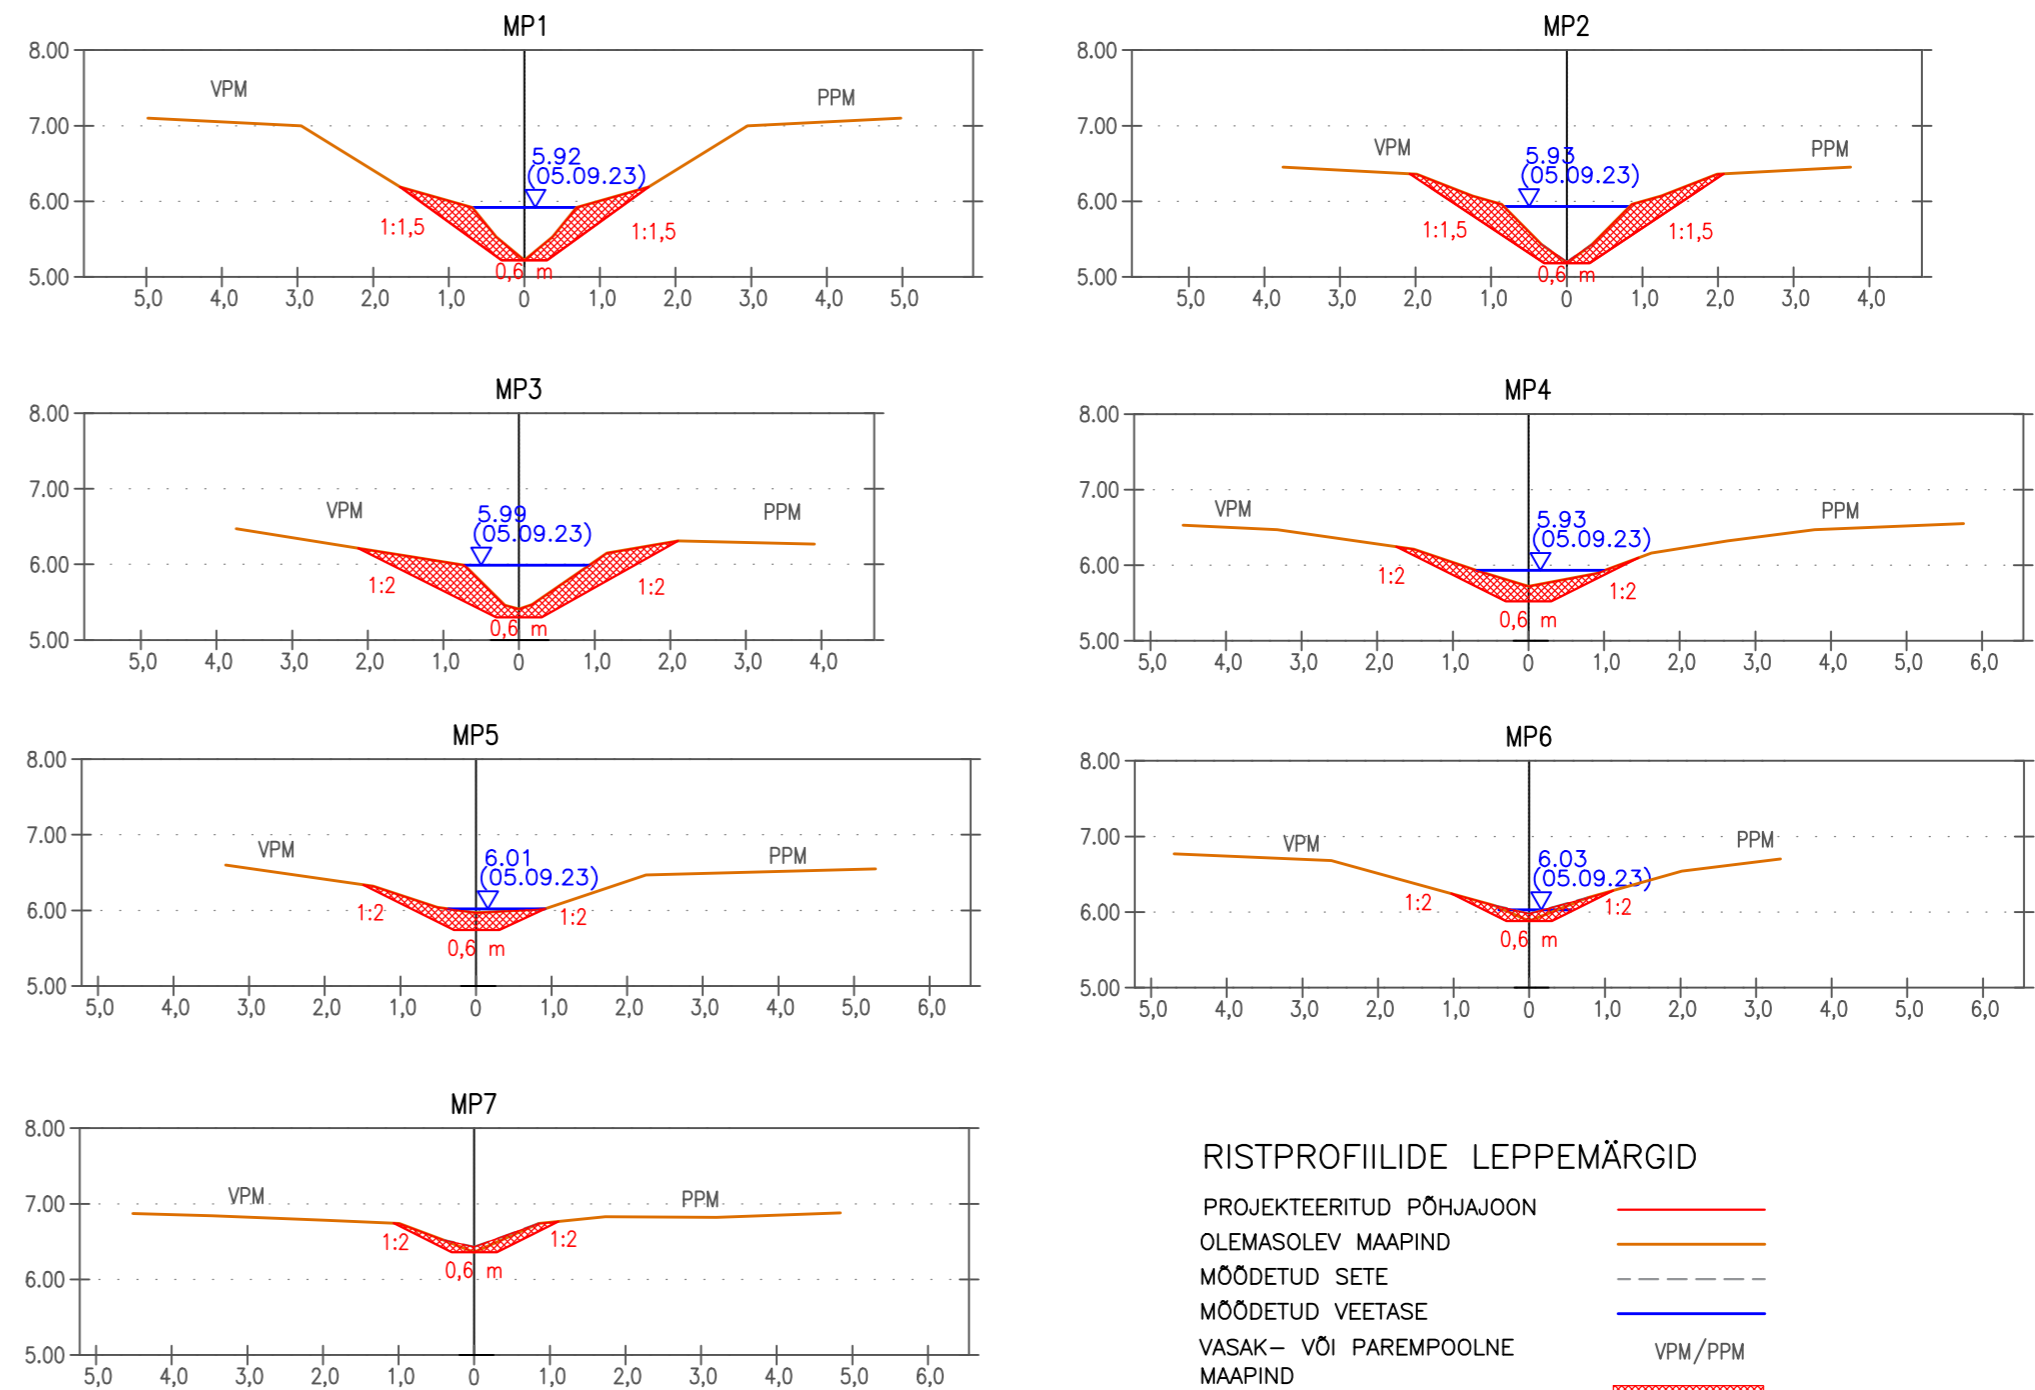 MP1
8.00
VPM
PPM
7.00
5.92
(05.09.23)
6.00
1:1,5
1:1,5
0,6 m
5.00
5,0 4,0 3,0 2,0 1,0 0 1,0 2,0 3,0 4,0 5,0
MP2
8.00
7.00
VPM
PPM
5.93
(05.09.23)
6.00
1:1,5
1:1,5
0,6 m
5.00
5,0 4,0 3,0 2,0 1,0 0 1,0 2,0 3,0 4,0
MP3
8.00
7.00
VPM
PPM
5.99
(05.09.23)
6.00
1:2
1:2
0,6 m
5.00
5,0 4,0 3,0 2,0 1,0 0 1,0 2,0 3,0 4,0
MP4
8.00
7.00
VPM
PPM
5.93
(05.09.23)
6.00
1:2
1:2
0,6 m
5.00
5,0 4,0 3,0 2,0 1,0 0 1,0 2,0 3,0 4,0 5,0 6,0
MP5
8.00
7.00
VPM
PPM
6.01
(05.09.23)
6.00
1:2
1:2
0,6 m
5.00
5,0 4,0 3,0 2,0 1,0 0 1,0 2,0 3,0 4,0 5,0 6,0
MP6
8.00
7.00
VPM
PPM
6.03
(05.09.23)
6.00
1:2
1:2
0,6 m
5.00
5,0 4,0 3,0 2,0 1,0 0 1,0 2,0 3,0 4,0 5,0 6,0
MP7
8.00
7.00
VPM
PPM
1:2
1:2
0,6 m
6.00
5.00
5,0 4,0 3,0 2,0 1,0 0 1,0 2,0 3,0 4,0 5,0 6,0
RISTPROFIILIDE LEPPEMÄRGID
PROJEKTEERITUD PÕHJAJOON
OLEMASOLEV MAAPIND
MÕÕDETUD SETE
MÕÕDETUD VEETASE
VASAK– VÕI PAREMPOOLNE
MAAPIND
VPM/PPM